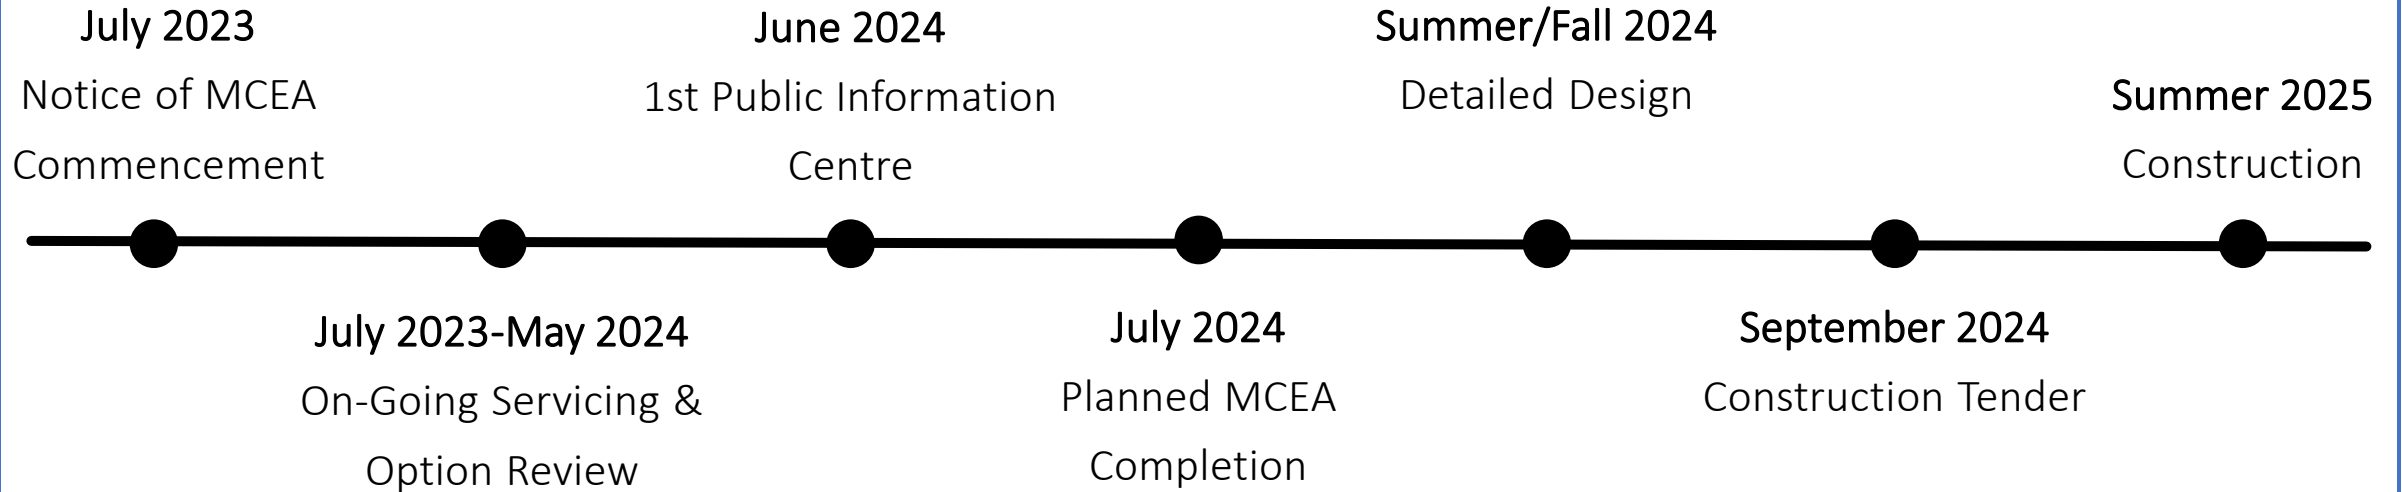 July 2023
Notice of MCEA
Commencement
July 2023-May 2024
On-Going Servicing &
Option Review
June 2024
1st Public Information
Centre
July 2024
Planned MCEA
Completion
Summer/Fall 2024
Detailed Design
September 2024
Construction Tender
Summer 2025
Construction